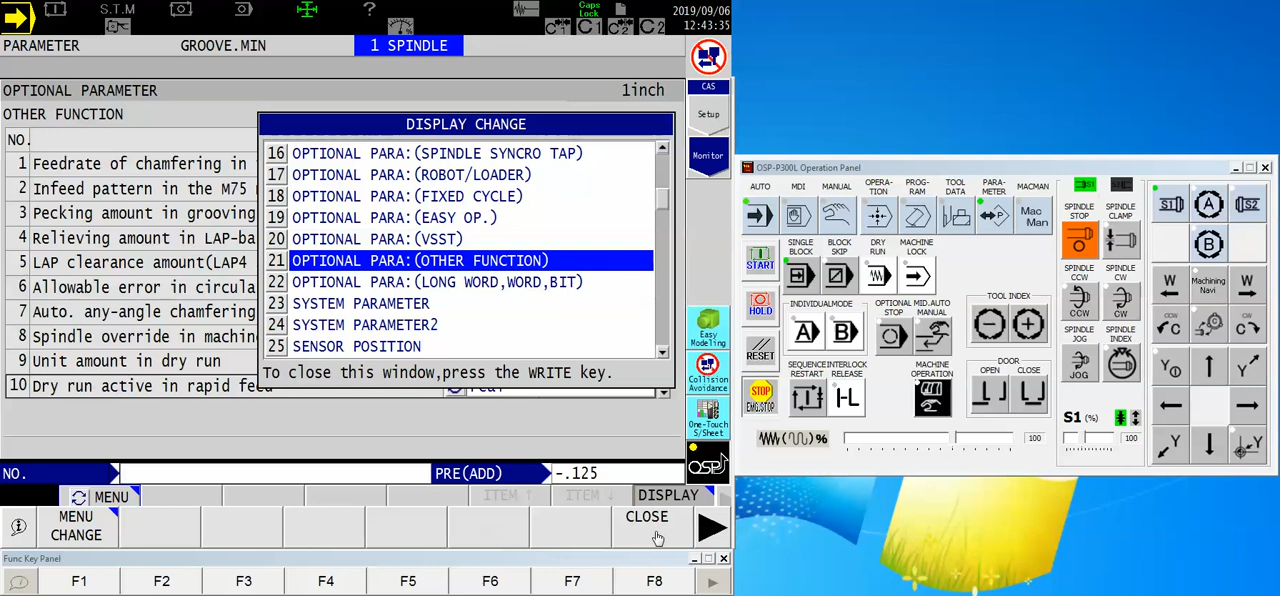 S.T.M
?
Caps
Lock
C1
C1
C2
C2
2019/09/06
12:43:35
PARAMETER
GROOVE.MIN
1 SPINDLE
OPTIONAL PARAMETER
1inch
OTHER FUNCTION
NO.
1 Feedrate of chamfering in
2 Infeed pattern in the M75
3 Pecking amount in grooving
4 Relieving amount in LAP-ba
5 LAP clearance amount(LAP4
6 Allowable error in circula
7 Auto. any-angle chamfering
8 Spindle override in machin
9 Unit amount in dry run
10 Dry run active in rapid feed
DISPLAY CHANGE
16 OPTIONAL PARA:(SPINDLE SYNCRO TAP)
17 OPTIONAL PARA:(ROBOT/LOADER)
18 OPTIONAL PARA:(FIXED CYCLE)
19 OPTIONAL PARA:(EASY OP.)
20 OPTIONAL PARA:(VSST)
21 OPTIONAL PARA:(OTHER FUNCTION)
22 OPTIONAL PARA:(LONG WORD,WORD,BIT)
23 SYSTEM PARAMETER
24 SYSTEM PARAMETER2
25 SENSOR POSITION
To close this window,press the WRITE key.
CAS
Setup
Monitor
Easy
Modeling
Collision
Avoidance
One-Touch
S/Sheet
OSP
NO.
PRE(ADD)
-.125
MENU
ITEM ↑
ITEM ↓
DISPLAY
MENU
CHANGE
CLOSE
Func Key Panel
F1
F2
F3
F4
F5
F6
F7
F8
OSP-P300L Operation Panel
AUTO
MDI
MANUAL
OPERA-
TION
PROG-
RAM
TOOL
DATA
PARA-
METER
MACMAN
Mac
Man
START
SINGLE
BLOCK
BLOCK
SKIP
DRY
RUN
MACHINE
LOCK
HOLD
INDIVIDUALMODE
A
B
OPTIONAL
STOP
MID.AUTO
MANUAL
RESET
SEQUENCE
RESTART
INTERLOCK
RELEASE
I-L
MACHINE
OPERATION
STOP
EMG.STOP
%
100
TOOL INDEX
DOOR
OPEN
CLOSE
SPINDLE
STOP
SPINDLE
CLAMP
SPINDLE
CCW
CCW
SPINDLE
CW
CW
SPINDLE
JOG
JOG
SPINDLE
INDEX
S1 (%)
100
S1
A
S2
B
W
Machining
Navi
W
C
C
Y
Y
Y
Y